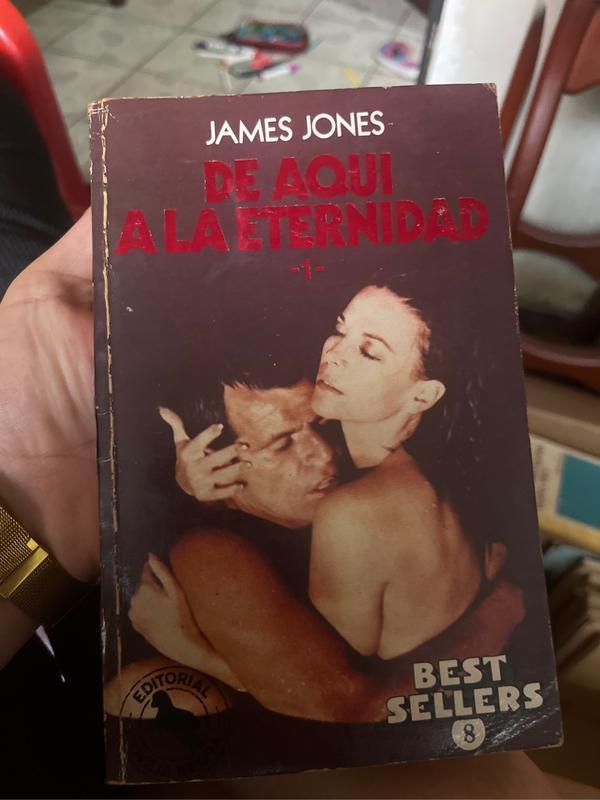 JAMES JONES
DE AQUI
A LA ETERNIDAD
-1-
BEST
SELLERS
8
EDITORIAL